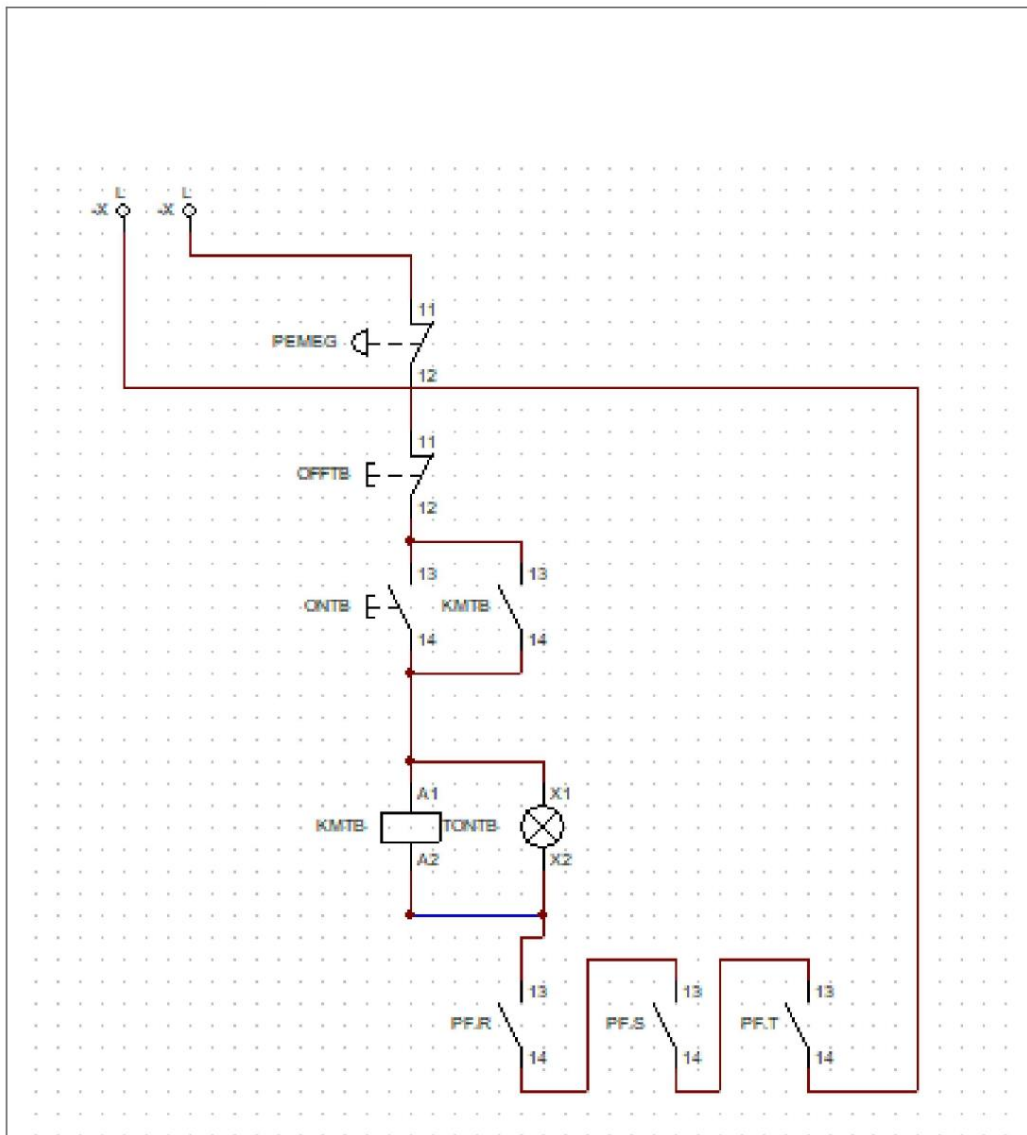 L L
-X -X
11
PEMEG
12
11
OFFTB
12
13 13
ONTB KMTB
14 14
A1 X1
KMTB TONTB
A2 X2
13 13 13
PF.R PF.S PF.T
14 14 14